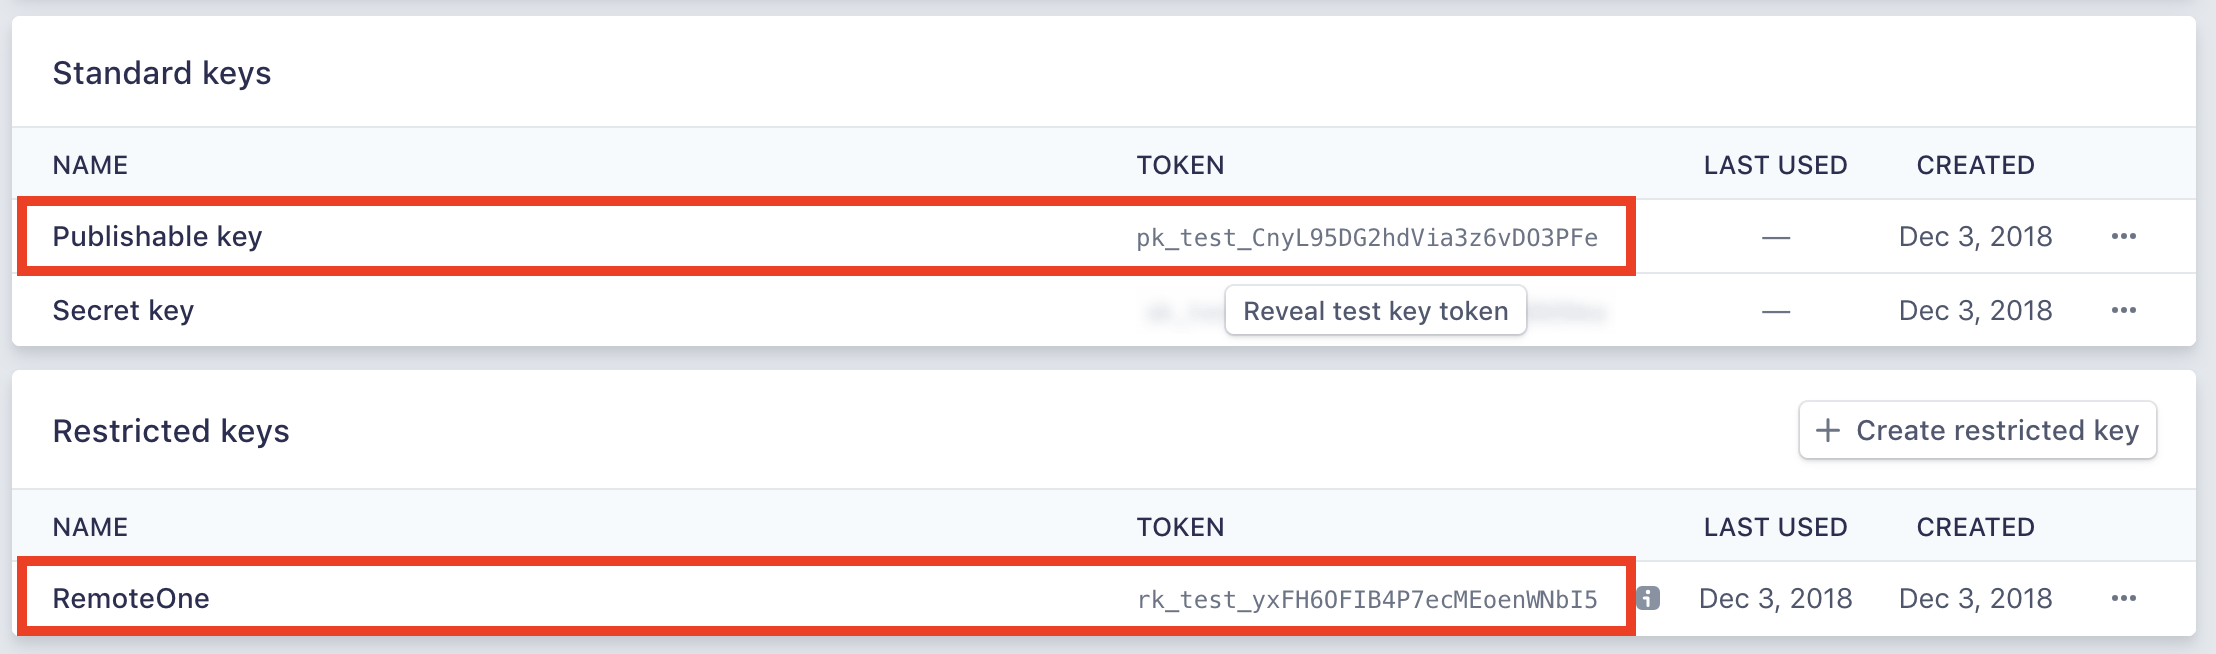 Standard keys
NAME TOKEN LAST USED CREATED
Publishable key pk_test_CnyL95DG2hdVia3z6vDO3PFe — Dec 3, 2018 •••
Secret key Reveal test key token — Dec 3, 2018 •••
Restricted keys + Create restricted key
NAME TOKEN LAST USED CREATED
RemoteOne rk_test_yxFH6OFIB4P7ecMEoenWNbI5 i Dec 3, 2018 Dec 3, 2018 •••